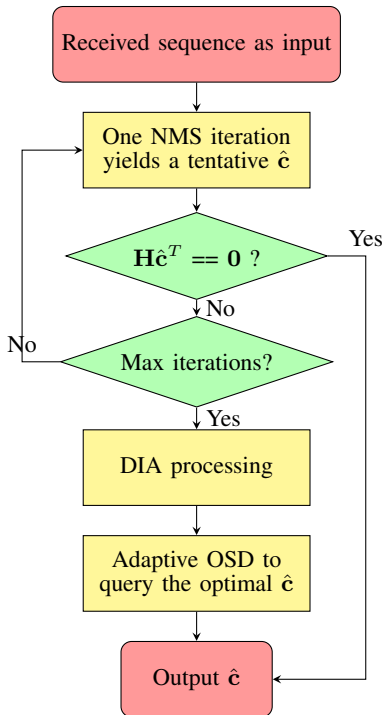 Received sequence as input
One NMS iteration
yields a tentative ĉ
Hĉᵀ == 0 ?
Yes
No
Max iterations?
No
Yes
DIA processing
Adaptive OSD to
query the optimal ĉ
Output ĉ